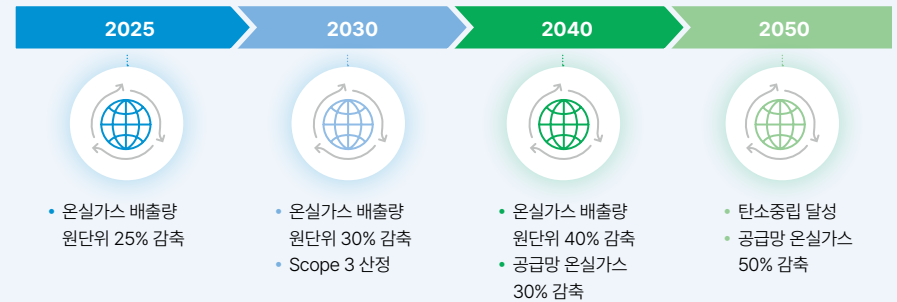 2025
2030
2040
2050
• 온실가스 배출량
원단위 25% 감축
• 온실가스 배출량
원단위 30% 감축
• Scope 3 산정
• 온실가스 배출량
원단위 40% 감축
• 공급망 온실가스
30% 감축
• 탄소중립 달성
• 공급망 온실가스
50% 감축